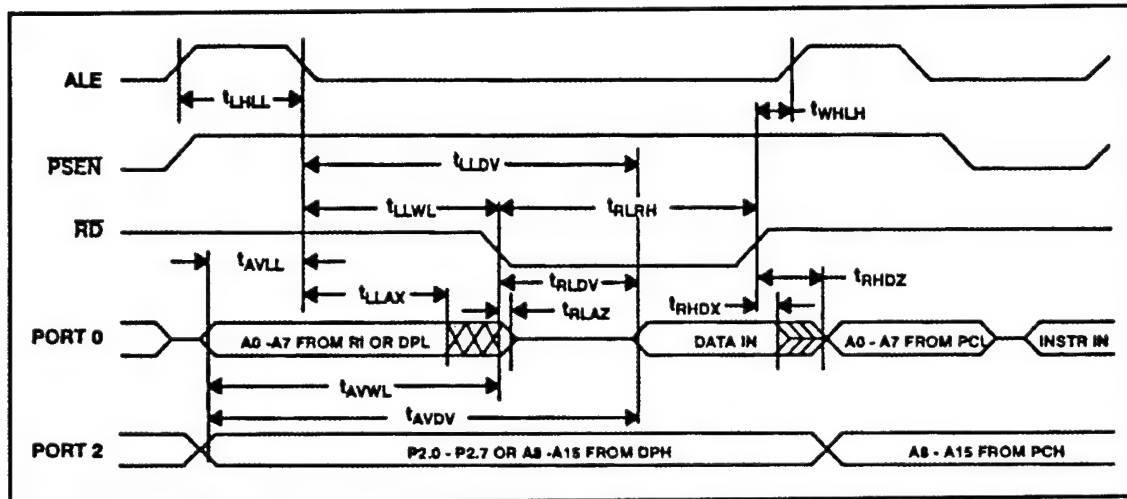 ALE
tLHLL
tWHLH
PSEN
tLLDV
tLLWL
tRLRH
RD
tAVLL
tRLDV
tRHDZ
tLLAX
tRLAZ
tRHDX
PORT 0
A0 -A7 FROM RI OR DPL
DATA IN
A0 - A7 FROM PCL
INSTR IN
tAVWL
tAVDV
PORT 2
P2.0 - P2.7 OR A8 -A15 FROM DPH
A8 - A15 FROM PCH